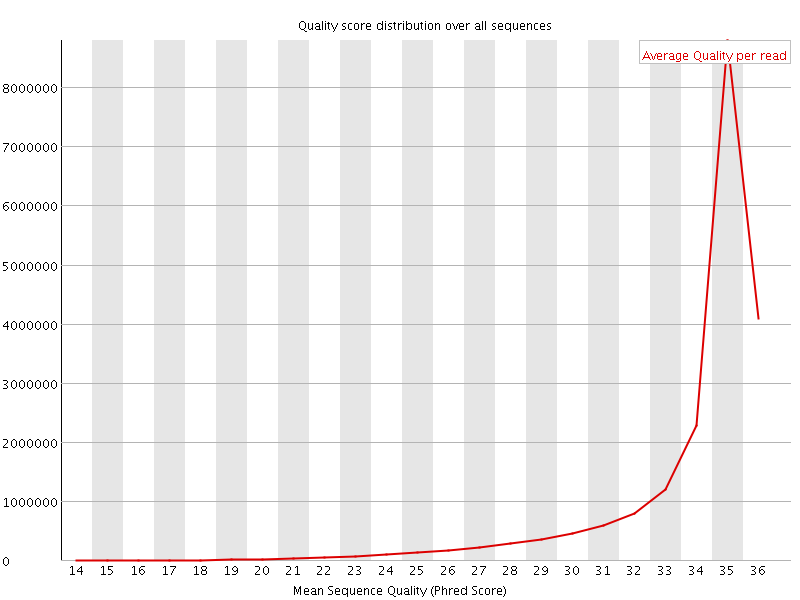 Quality score distribution over all sequences
Average Quality per read
8000000
7000000
6000000
5000000
4000000
3000000
2000000
1000000
0
14 15 16 17 18 19 20 21 22 23 24 25 26 27 28 29 30 31 32 33 34 35 36
Mean Sequence Quality (Phred Score)